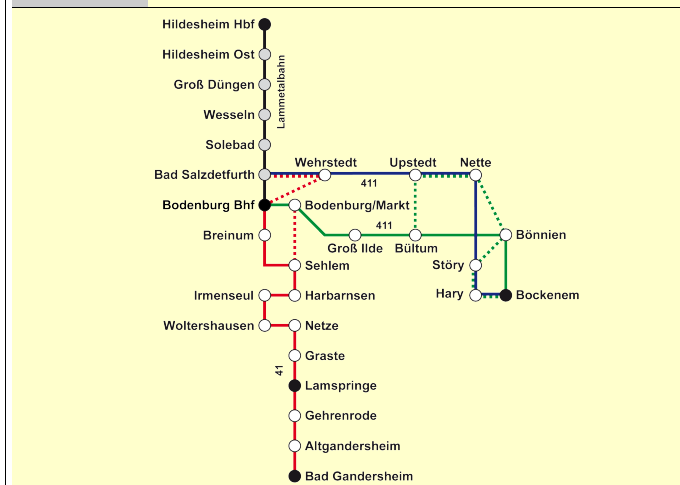 Hildesheim Hbf
Hildesheim Ost
Lammetalbahn
Groß Düngen
Wesseln
Solebad
Wehrstedt
Upstedt
Nette
Bad Salzdetfurth
411
Bodenburg Bhf
Bodenburg/Markt
411
Breinum
Groß Ilde
Bültum
Bönnien
Sehlem
Störy
Irmenseul
Harbarnsen
Hary
Bockenem
Woltershausen
Netze
Graste
41
Lamspringe
Gehrenrode
Altgandersheim
Bad Gandersheim